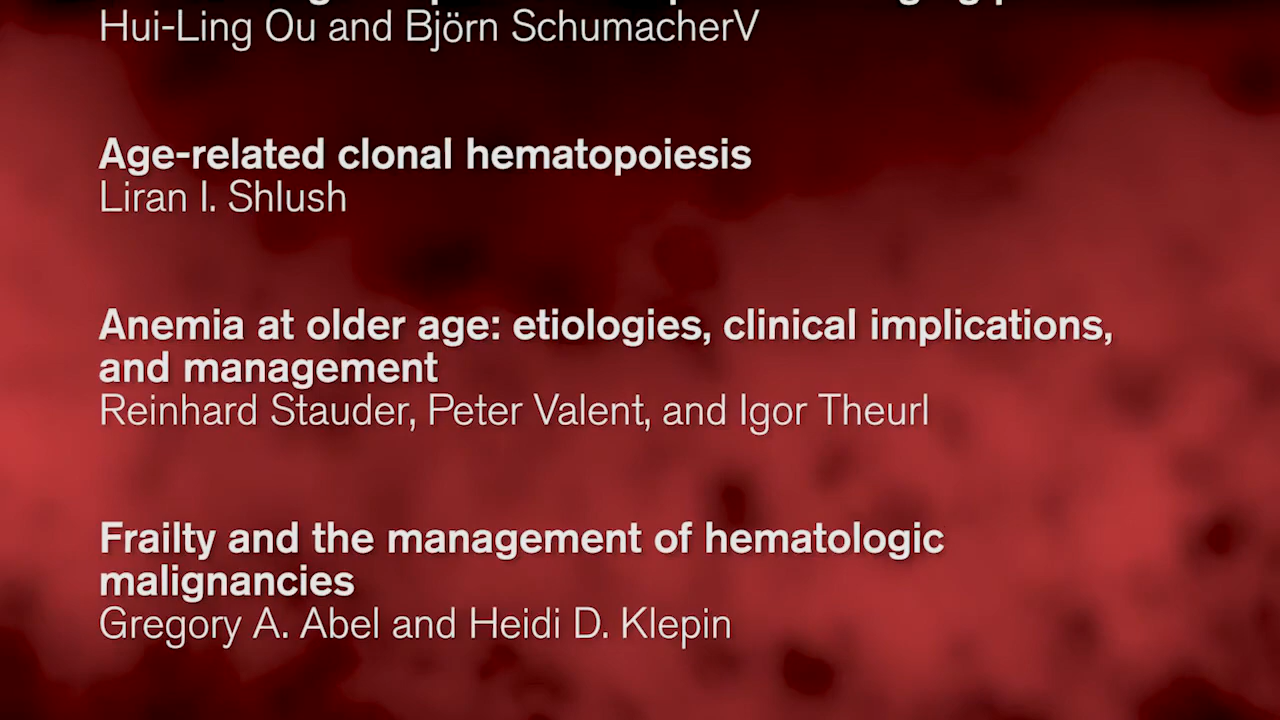 Hui-Ling Ou and Björn SchumacherV
Age-related clonal hematopoiesis
Liran I. Shlush
Anemia at older age: etiologies, clinical implications,
and management
Reinhard Stauder, Peter Valent, and Igor Theurl
Frailty and the management of hematologic
malignancies
Gregory A. Abel and Heidi D. Klepin